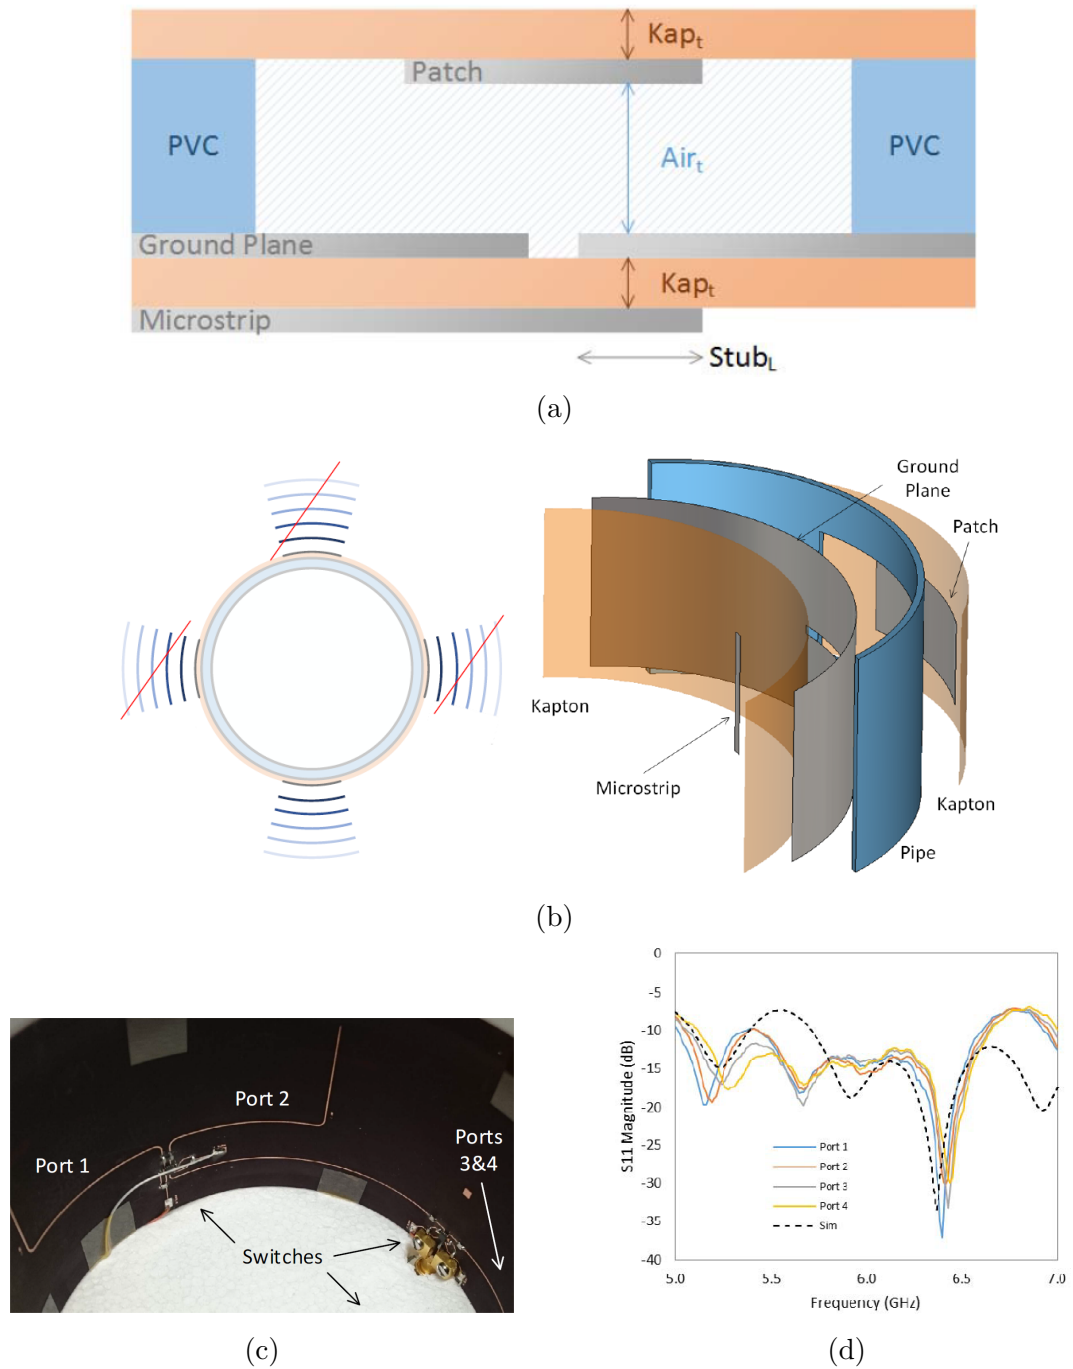 Kapt
Patch
PVC
Airt
PVC
Ground Plane
Kapt
Microstrip
StubL
(a)
Ground
Plane
Patch
Kapton
Microstrip
Kapton
Pipe
(b)
Port 2
Port 1
Ports
3&4
Switches
(c)
0
-5
-10
-15
-20
-25
-30
-35
-40
S11 Magnitude (dB)
Port 1
Port 2
Port 3
Port 4
Sim
5.0 5.5 6.0 6.5 7.0
Frequency (GHz)
(d)